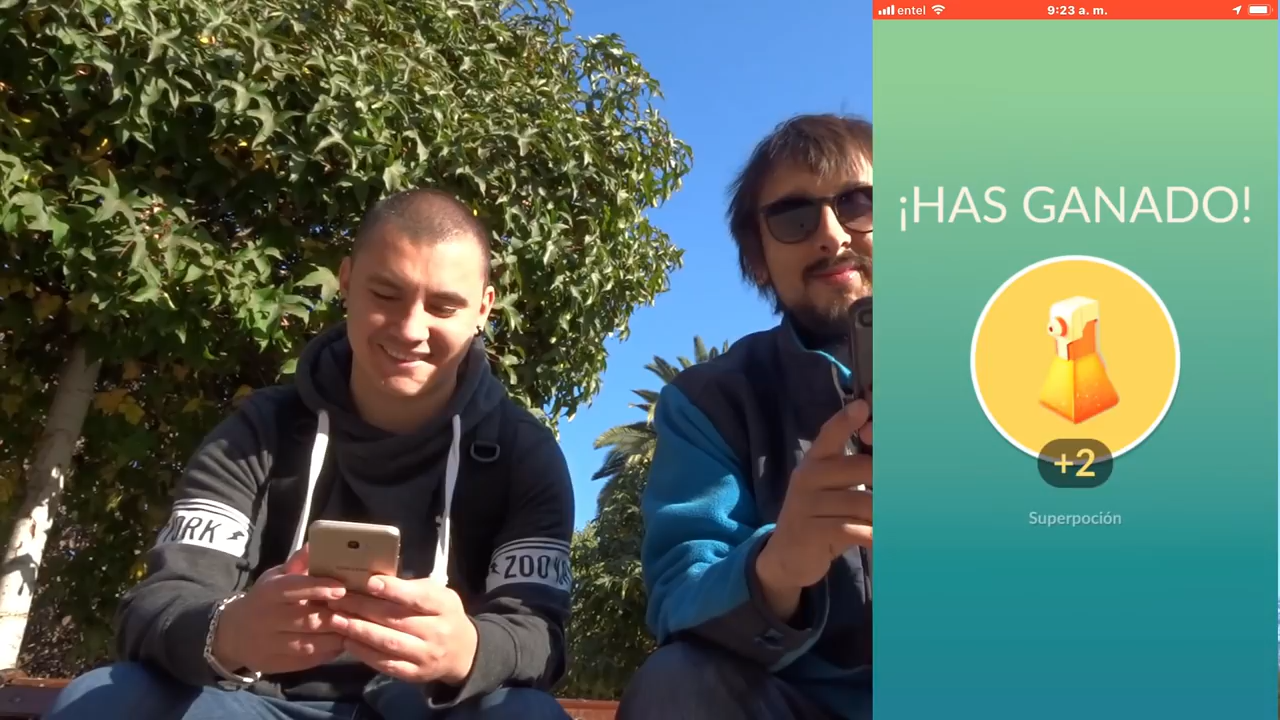 entel
9:23 a. m.
¡HAS GANADO!
+2
Superpoción
YORK
ZOO Y